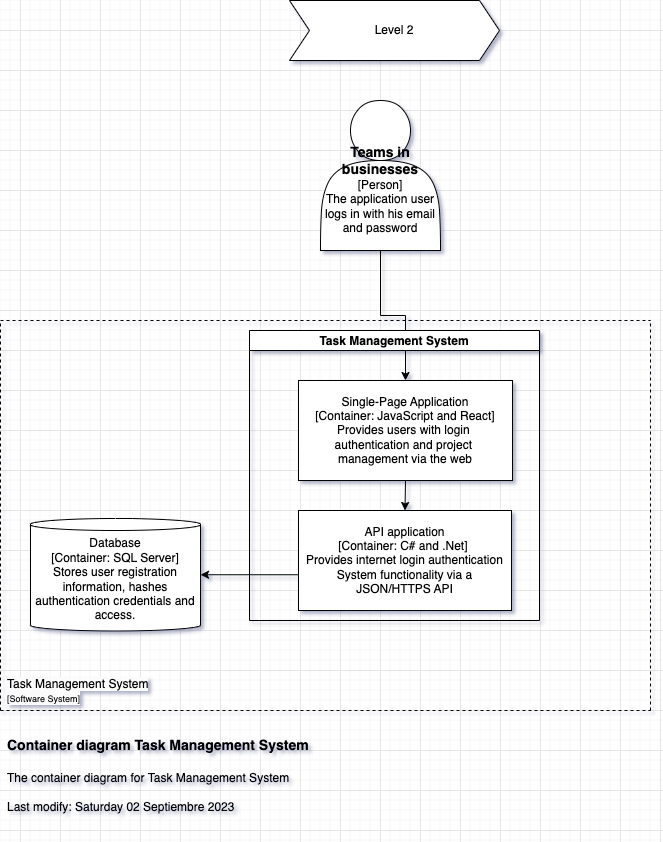 Level 2
Teams in
businesses
[Person]
The application user
logs in with his email
and password
Task Management System
Single-Page Application
[Container: JavaScript and React]
Provides users with login
authentication and project
management via the web
API application
[Container: C# and .Net]
Provides internet login authentication
System functionality via a
JSON/HTTPS API
Database
[Container: SQL Server]
Stores user registration
information, hashes
authentication credentials and
access.
Task Management System
[Software System]
Container diagram Task Management System
The container diagram for Task Management System
Last modify: Saturday 02 Septiembre 2023